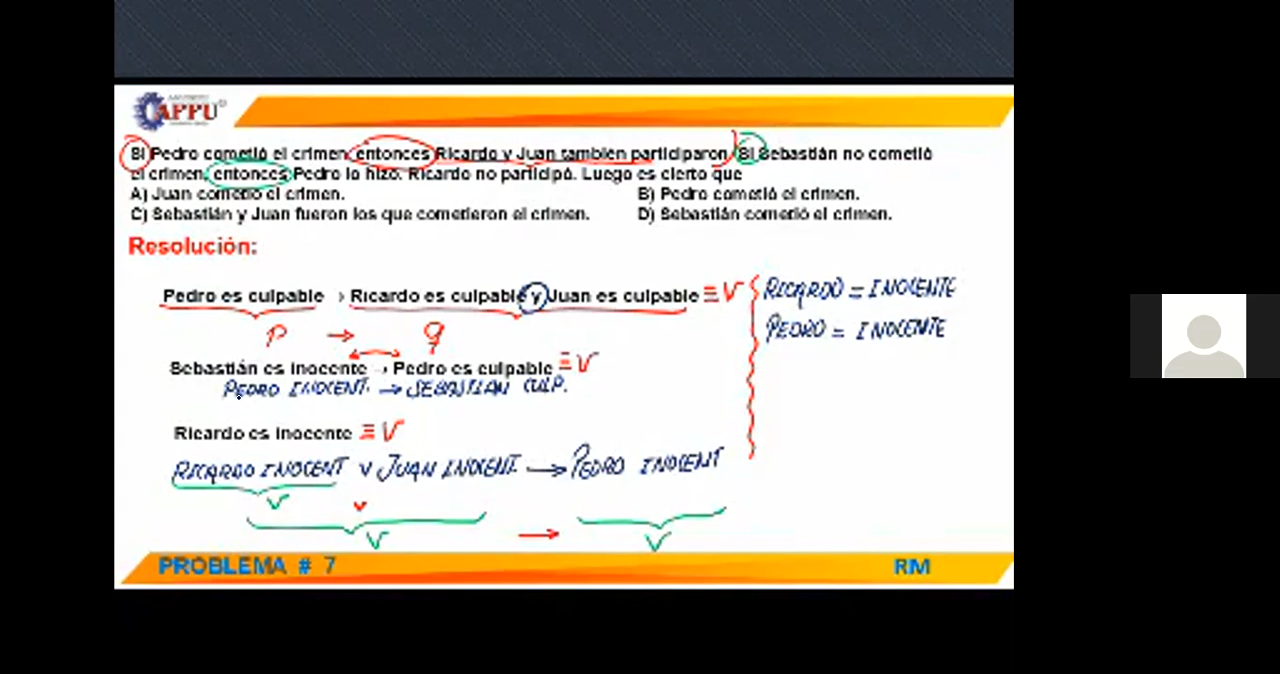 APPU
Si Pedro cometió el crimen, entonces Ricardo y Juan también participaron. Si Sebastián no cometió
el crimen, entonces Pedro lo hizo. Ricardo no participó. Luego es cierto que
A) Juan cometió el crimen. B) Pedro cometió el crimen.
C) Sebastián y Juan fueron los que cometieron el crimen. D) Sebastián cometió el crimen.
Resolución:
Pedro es culpable → Ricardo es culpable y Juan es culpable ≡ V
RICARDO = INOCENTE
p → q
PEDRO = INOCENTE
Sebastián es inocente → Pedro es culpable ≡ V
PEDRO INOCENT. → SEBASTIAN CULP.
Ricardo es inocente ≡ V
RICARDO INOCENT v JUAN INOCENT → PEDRO INOCENT
V v
V → V
PROBLEMA # 7 RM